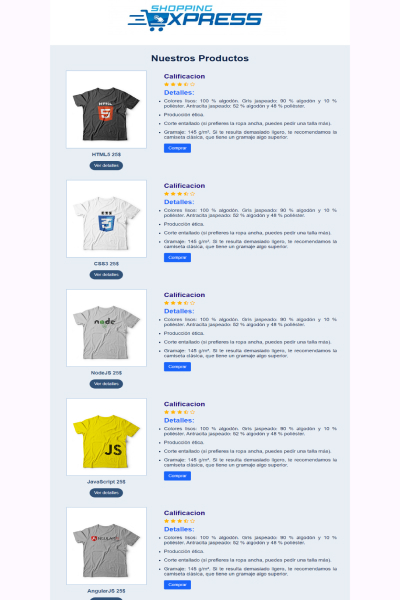 SHOPPING
EXPRESS
Nuestros Productos
HTML
5
HTML5 25$
Ver detalles
Calificacion
Detalles:
Colores lisos: 100 % algodón. Gris jaspeado: 90 % algodón y 10 %
poliéster. Antracita jaspeado: 52 % algodón y 48 % poliéster.
Producción ética.
Corte entallado (si prefieres la ropa ancha, puedes pedir una talla más).
Gramaje: 145 g/m². Si te resulta demasiado ligero, te recomendamos la
camiseta clásica, que tiene un gramaje algo superior.
Comprar
CSS
3
CSS3 25$
Ver detalles
Calificacion
Detalles:
Colores lisos: 100 % algodón. Gris jaspeado: 90 % algodón y 10 %
poliéster. Antracita jaspeado: 52 % algodón y 48 % poliéster.
Producción ética.
Corte entallado (si prefieres la ropa ancha, puedes pedir una talla más).
Gramaje: 145 g/m². Si te resulta demasiado ligero, te recomendamos la
camiseta clásica, que tiene un gramaje algo superior.
Comprar
node
NodeJS 25$
Ver detalles
Calificacion
Detalles:
Colores lisos: 100 % algodón. Gris jaspeado: 90 % algodón y 10 %
poliéster. Antracita jaspeado: 52 % algodón y 48 % poliéster.
Producción ética.
Corte entallado (si prefieres la ropa ancha, puedes pedir una talla más).
Gramaje: 145 g/m². Si te resulta demasiado ligero, te recomendamos la
camiseta clásica, que tiene un gramaje algo superior.
Comprar
JS
JavaScript 25$
Ver detalles
Calificacion
Detalles:
Colores lisos: 100 % algodón. Gris jaspeado: 90 % algodón y 10 %
poliéster. Antracita jaspeado: 52 % algodón y 48 % poliéster.
Producción ética.
Corte entallado (si prefieres la ropa ancha, puedes pedir una talla más).
Gramaje: 145 g/m². Si te resulta demasiado ligero, te recomendamos la
camiseta clásica, que tiene un gramaje algo superior.
Comprar
AngularJS 25$
Calificacion
Detalles:
Colores lisos: 100 % algodón. Gris jaspeado: 90 % algodón y 10 %
poliéster. Antracita jaspeado: 52 % algodón y 48 % poliéster.
Producción ética.
Corte entallado (si prefieres la ropa ancha, puedes pedir una talla más).
Gramaje: 145 g/m². Si te resulta demasiado ligero, te recomendamos la
camiseta clásica, que tiene un gramaje algo superior.
Comprar